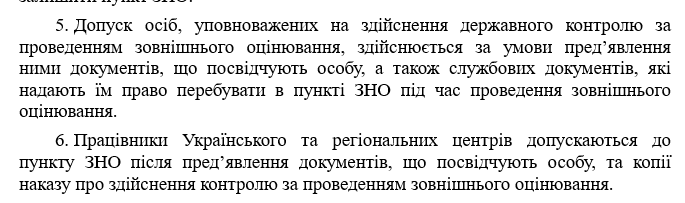 залишити пункт ЗНО.
5. Допуск осіб, уповноважених на здійснення державного контролю за
проведенням зовнішнього оцінювання, здійснюється за умови пред’явлення
ними документів, що посвідчують особу, а також службових документів, які
надають їм право перебувати в пункті ЗНО під час проведення зовнішнього
оцінювання.
6. Працівники Українського та регіональних центрів допускаються до
пункту ЗНО після пред’явлення документів, що посвідчують особу, та копії
наказу про здійснення контролю за проведенням зовнішнього оцінювання.